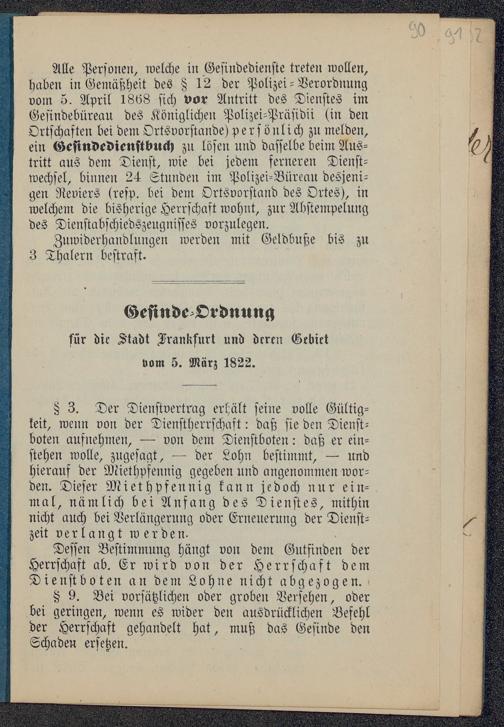 90
91
2
Alle Personen, welche in Gesindedienste treten wollen,
haben in Gemäßheit des § 12 der Polizei-Verordnung
vom 5. April 1868 sich vor Antritt des Dienstes im
Gesindebüreau des Königlichen Polizei-Präsidii (in den
Ortschaften bei dem Ortsvorstande) persönlich zu melden,
ein Gesindedienstbuch zu lösen und dasselbe beim Aus-
tritt aus dem Dienst, wie bei jedem ferneren Dienst-
wechsel, binnen 24 Stunden im Polizei-Büreau desjeni-
gen Reviers (resp. bei dem Ortsvorstand des Ortes), in
welchem die bisherige Herrschaft wohnt, zur Abstempelung
des Dienstabschiedszeugnisses vorzulegen.
Zuwiderhandlungen werden mit Geldbuße bis zu
3 Thalern bestraft.
Gesinde-Ordnung
für die Stadt Frankfurt und deren Gebiet
vom 5. März 1822.
§ 3. Der Dienstvertrag erhält seine volle Gültig-
keit, wenn von der Dienstherrschaft: daß sie den Dienst-
boten aufnehmen, — von dem Dienstboten: daß er ein-
stehen wolle, zugesagt, — der Lohn bestimmt, — und
hierauf der Miethpfennig gegeben und angenommen wor-
den. Dieser Miethpfennig kann jedoch nur ein-
mal, nämlich bei Anfang des Dienstes, mithin
nicht auch bei Verlängerung oder Erneuerung der Dienst-
zeit verlangt werden.
Dessen Bestimmung hängt von dem Gutfinden der
Herrschaft ab. Er wird von der Herrschaft dem
Dienstboten an dem Lohne nicht abgezogen.
§ 9. Bei vorsätzlichen oder groben Versehen, oder
bei geringen, wenn es wider den ausdrücklichen Befehl
der Herrschaft gehandelt hat, muß das Gesinde den
Schaden ersetzen.